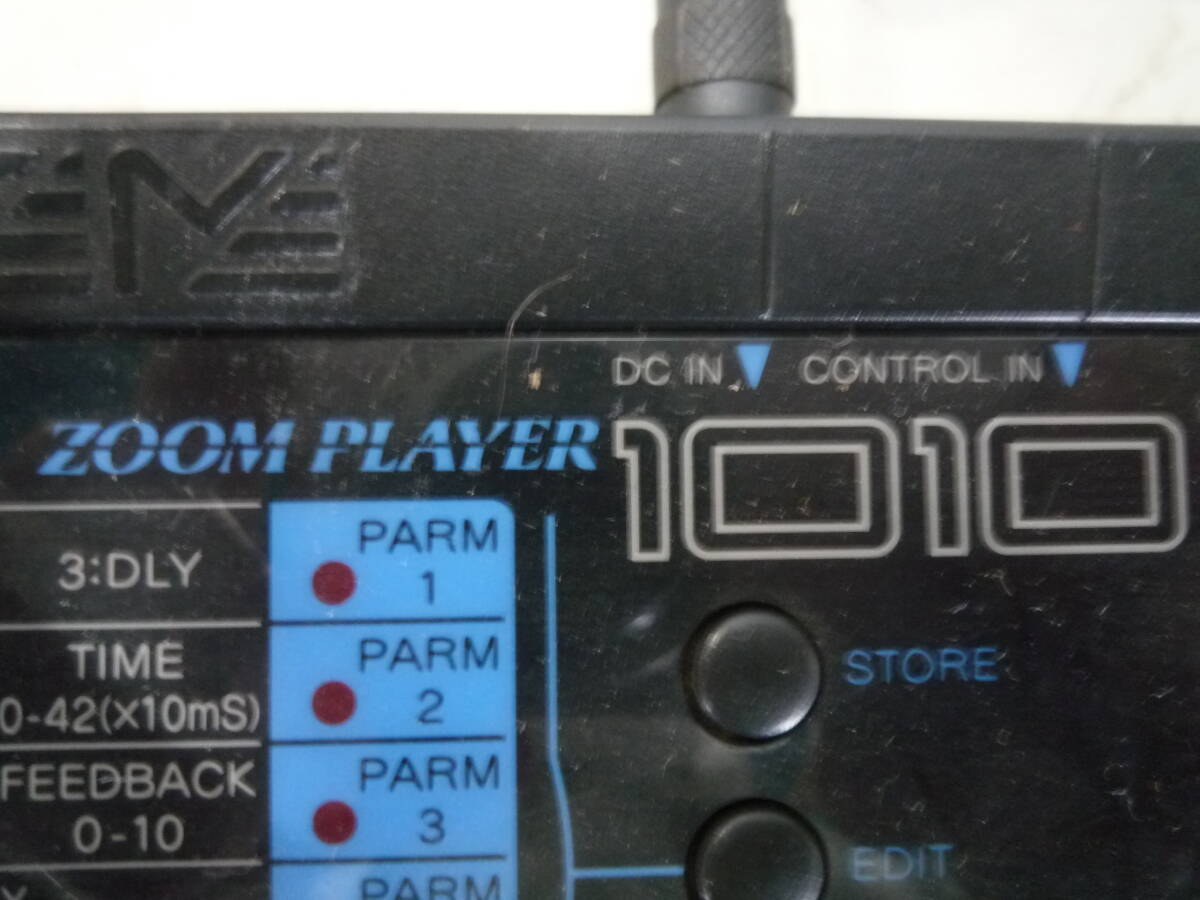 DC IN CONTROL IN
ZOOM PLAYER 1010
3:DLY
PARM
1
TIME
0-42(x10mS)
PARM
2
FEEDBACK
0-10
PARM
3
PARM
STORE
EDIT